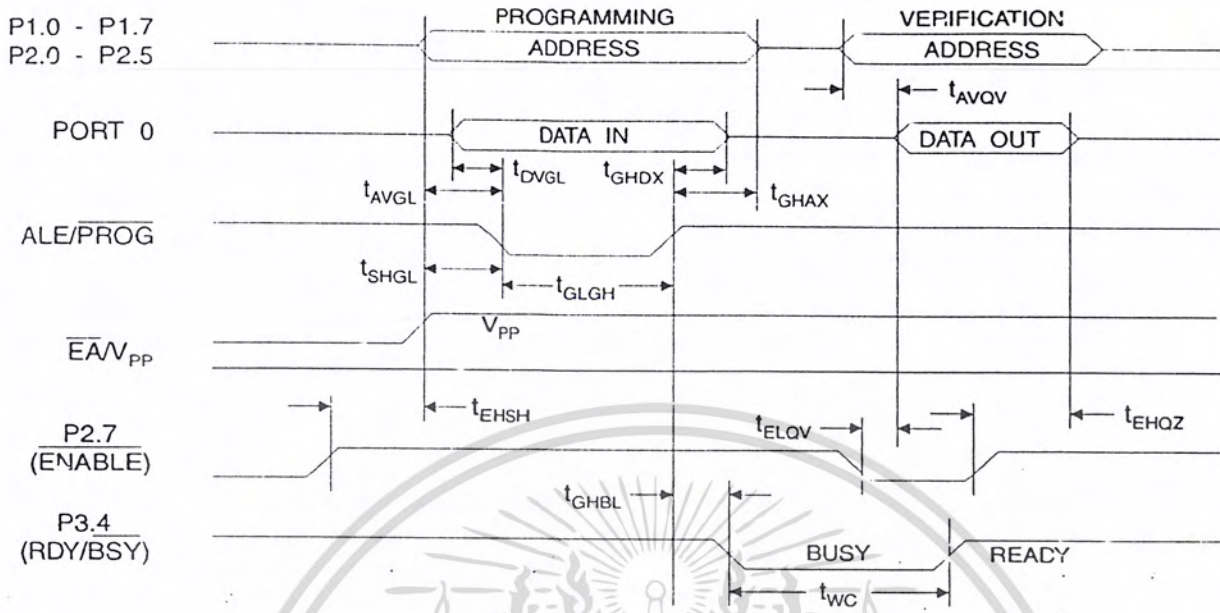 PROGRAMMING VERIFICATION
P1.0 - P1.7
P2.0 - P2.5
ADDRESS ADDRESS
tAVQV
PORT 0 DATA IN DATA OUT
tDVGL tGHDX
tAVGL tGHAX
ALE/PROG
tSHGL tGLGH
VPP
EA/VPP
tEHSH
P2.7
(ENABLE)
tELQV tEHQZ
tGHBL
P3.4
(RDY/BSY)
BUSY READY
tWC